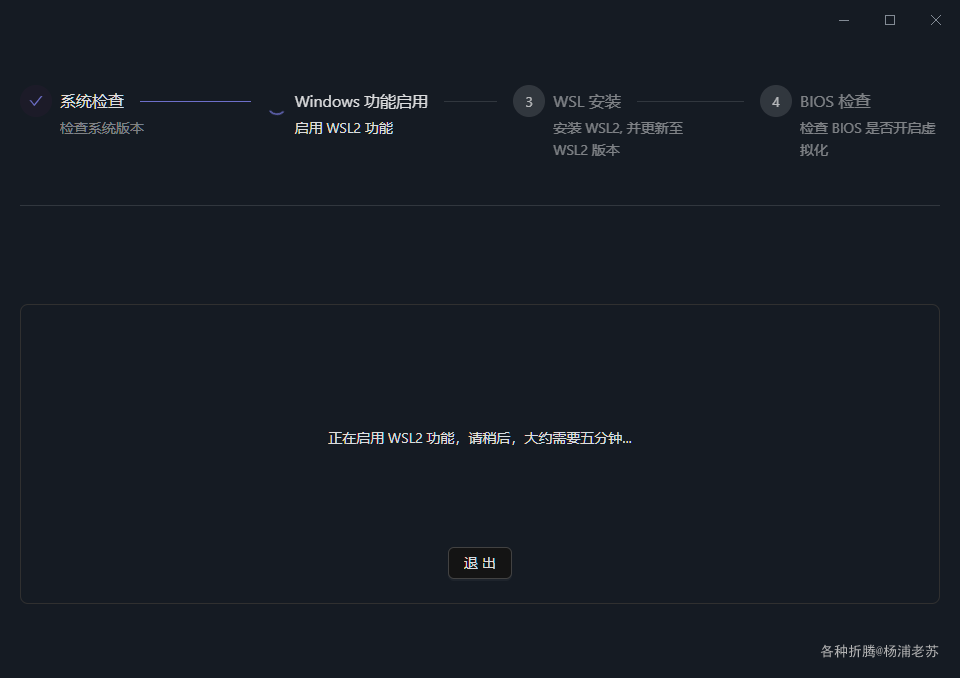 系统检查
检查系统版本
Windows 功能启用
启用 WSL2 功能
3
WSL 安装
安装 WSL2, 并更新至
WSL2 版本
4
BIOS 检查
检查 BIOS 是否开启虚
拟化
正在启用 WSL2 功能，请稍后，大约需要五分钟...
退 出
各种折腾@杨浦老苏